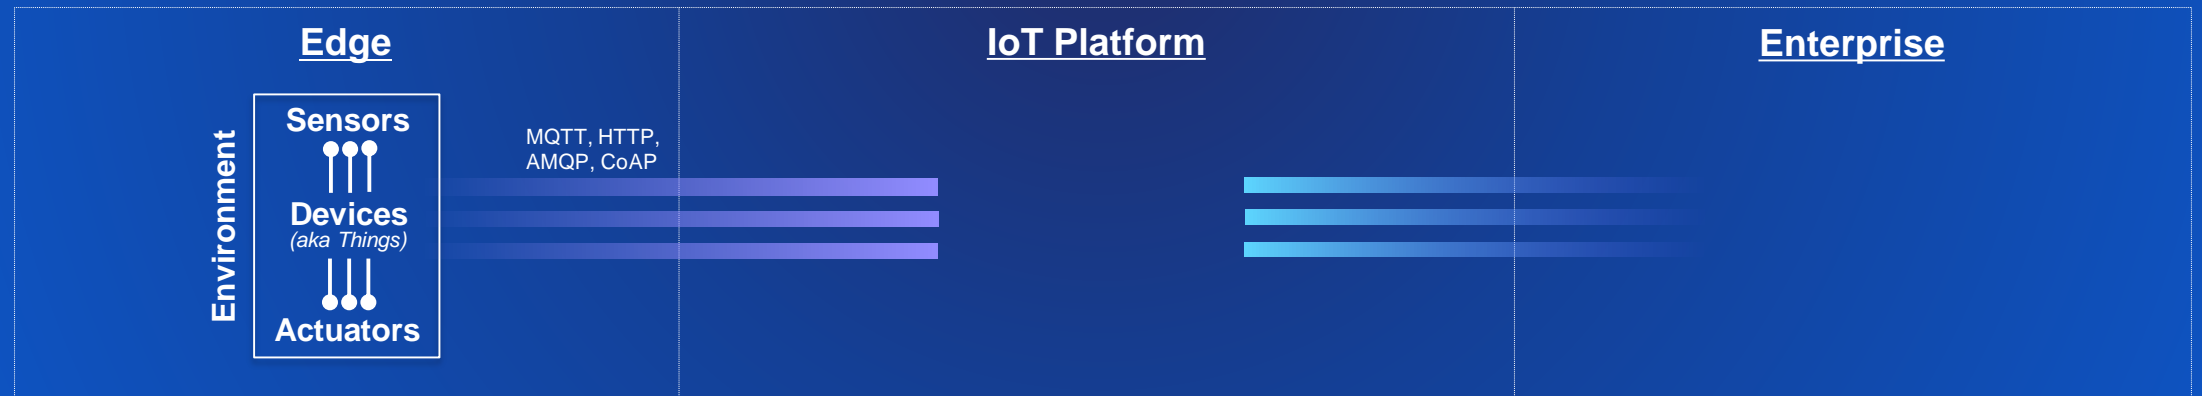 Edge
IoT Platform
Enterprise
Environment
Sensors
Devices
(aka Things)
Actuators
MQTT, HTTP,
AMQP, CoAP